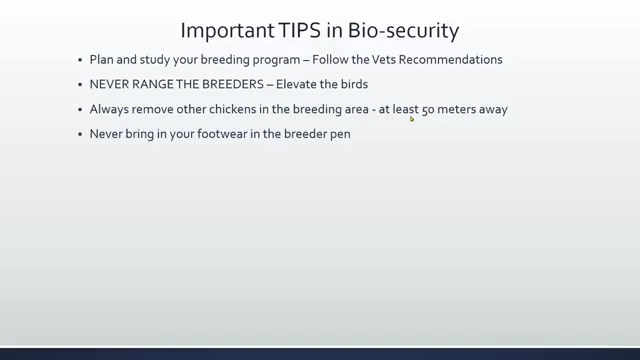 Important TIPS in Bio-security
▪ Plan and study your breeding program – Follow the Vets Recommendations
▪ NEVER RANGE THE BREEDERS – Elevate the birds
▪ Always remove other chickens in the breeding area - at least 50 meters away
▪ Never bring in your footwear in the breeder pen